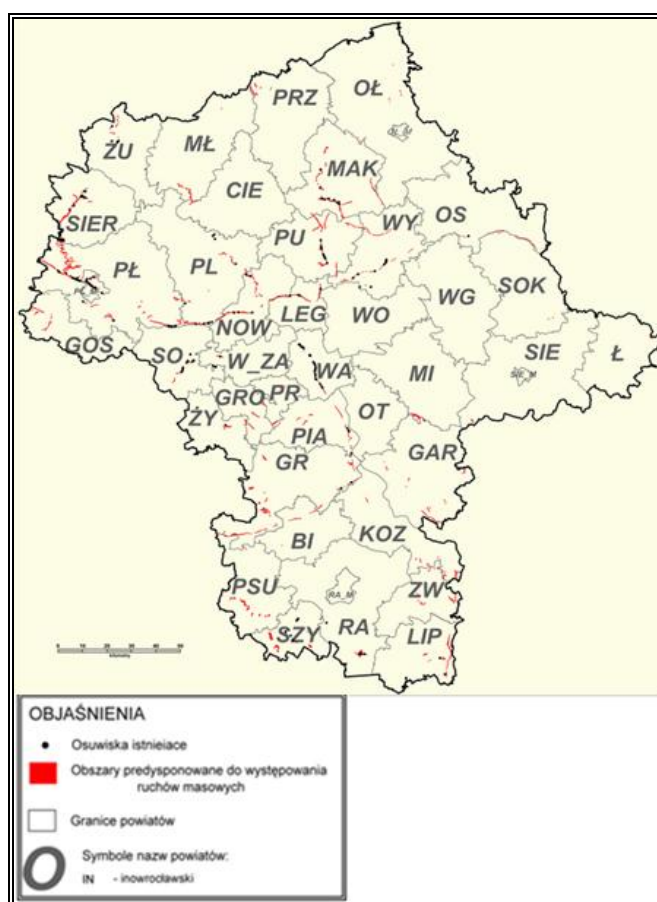 PRZ
OŁ
O_M
ŻU
MŁ
MAK
CIE
SIER
OS
WY
PU
PŁ
PL
SOK
WG
LEG
WO
NOW
GOS
SO
W_ZA
WA
SIE
Ł
MI
PR
GRO
OT
ŻY
PIA
GAR
GR
KOZ
BI
PSU
ZW
RA_M
SZY
RA
LIP
OBJAŚNIENIA
Osuwiska istnieiace
Obszary predysponowane do występowania
ruchów masowych
Granice powiatów
O Symbole nazw powiatów:
IN - inowrocławski